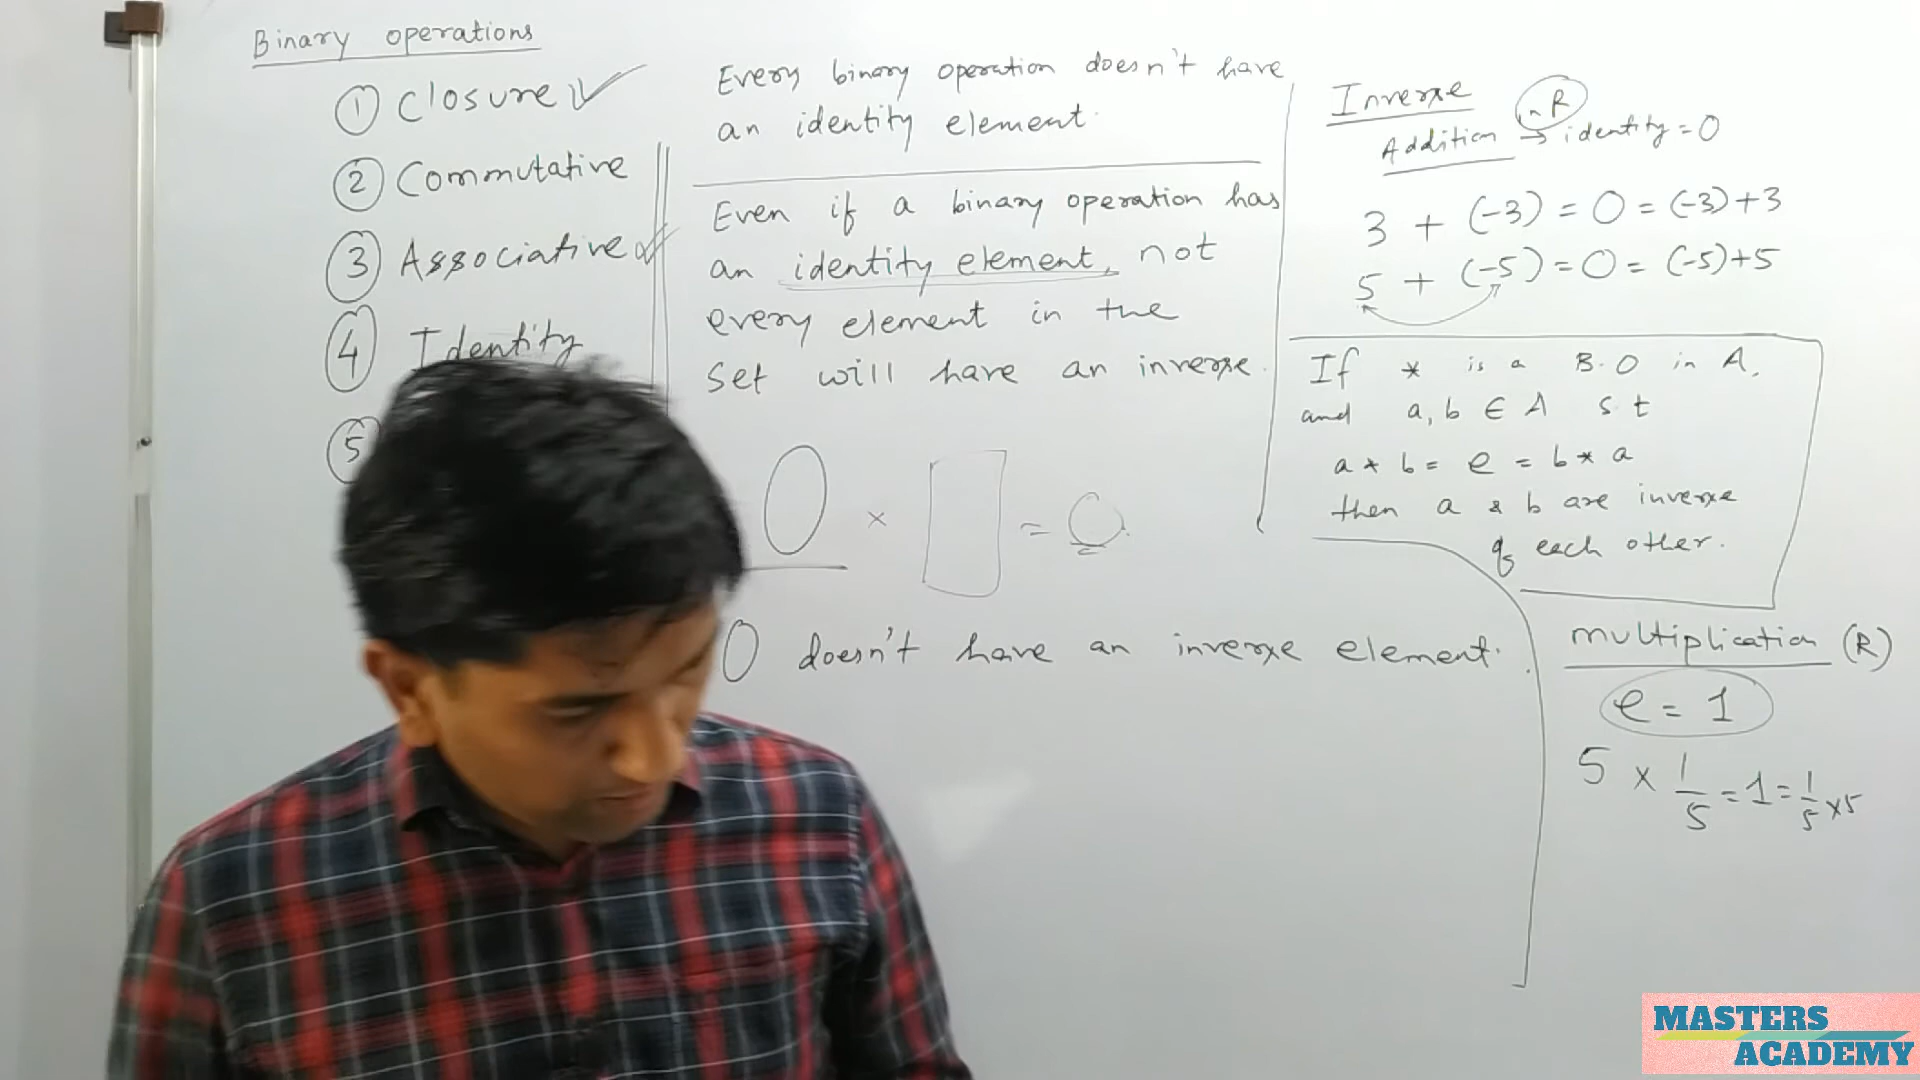 Binary operations
① Closure ✓
② Commutative
③ Associative ✓
④ Identity
⑤
Every binary operation doesn't have
an identity element.
Even if a binary operation has
an identity element, not
every element in the
set will have an inverse.
0 × = 0
0 doesn't have an inverse element.
Inverse
in R
Addition → identity = 0
3 + (-3) = 0 = (-3)+3
5 + (-5) = 0 = (-5)+5
If * is a B.O in A,
and a, b ∈ A s.t
a * b = e = b * a
then a & b are inverse
of each other.
multiplication (R)
e = 1
5 × 1/5 = 1 = 1/5 × 5
MASTERS
ACADEMY